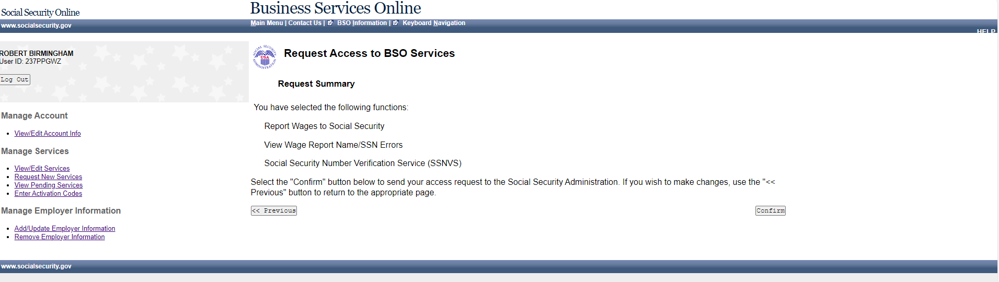 Social Security Online
Business Services Online
www.socialsecurity.gov
Main Menu | Contact Us | BSO Information | Keyboard Navigation
HELP
ROBERT BIRMINGHAM
User ID: 237PPGWZ
Log Out
Manage Account
View/Edit Account Info
Manage Services
View/Edit Services
Request New Services
View Pending Services
Enter Activation Codes
Manage Employer Information
Add/Update Employer Information
Remove Employer Information
SOCIAL SECURITY
USA
ADMINISTRATION
Request Access to BSO Services
Request Summary
You have selected the following functions:
Report Wages to Social Security
View Wage Report Name/SSN Errors
Social Security Number Verification Service (SSNVS)
Select the "Confirm" button below to send your access request to the Social Security Administration. If you wish to make changes, use the "<<
Previous" button to return to the appropriate page.
<< Previous
Confirm
www.socialsecurity.gov